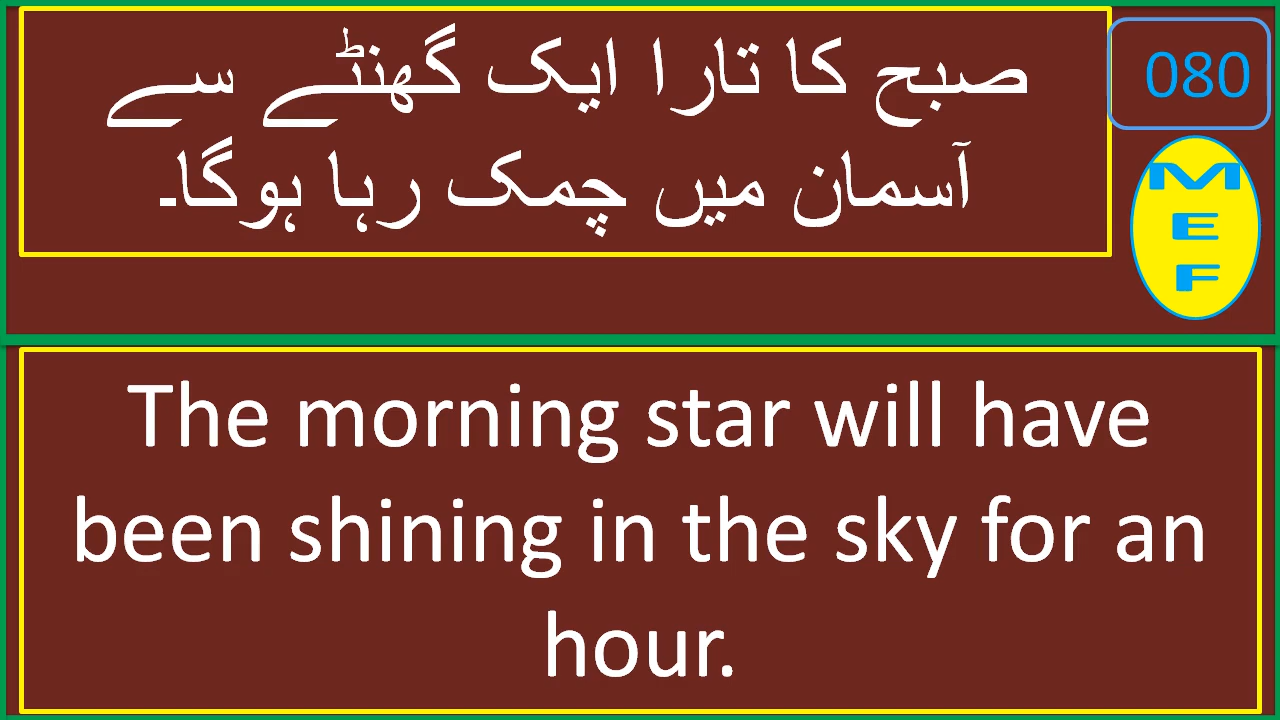 صبح کا تارا ایک گھنٹے سے
آسمان میں چمک رہا ہوگا۔
080
M
E
F
The morning star will have
been shining in the sky for an
hour.